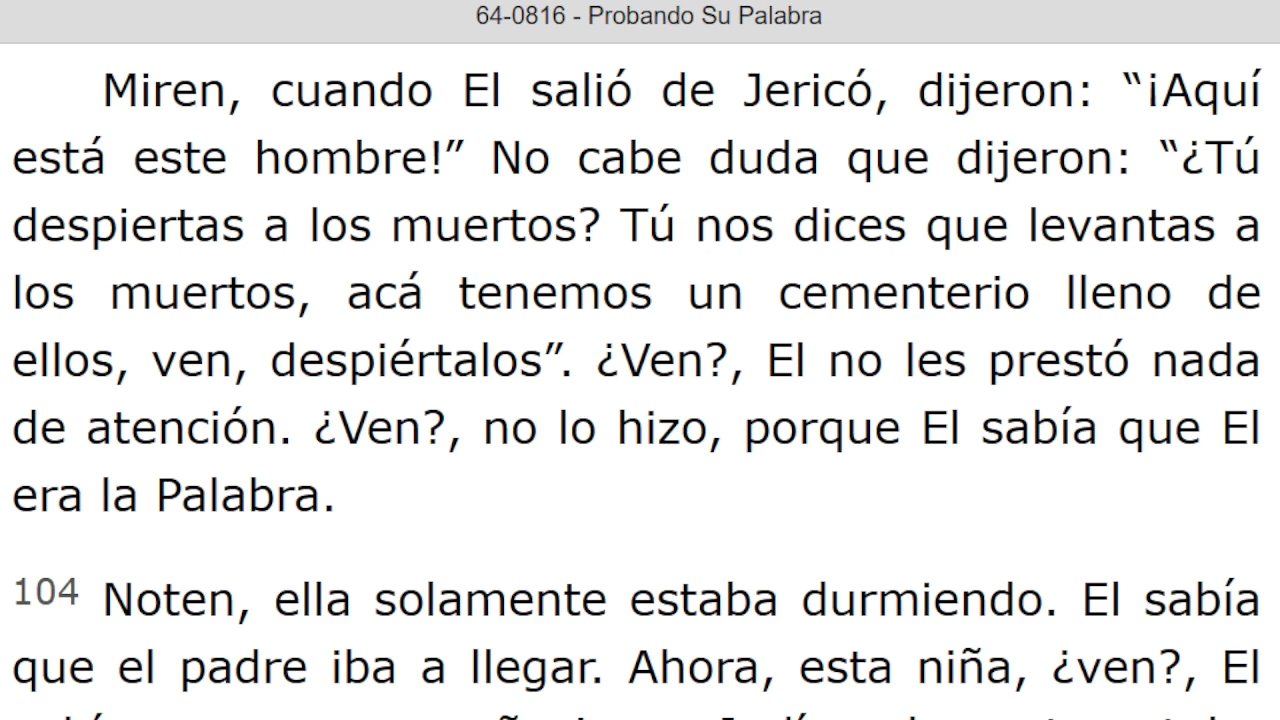 64-0816 - Probando Su Palabra
Miren, cuando El salió de Jericó, dijeron: “¡Aquí
está este hombre!” No cabe duda que dijeron: “¿Tú
despiertas a los muertos? Tú nos dices que levantas a
los muertos, acá tenemos un cementerio lleno de
ellos, ven, despiértalos”. ¿Ven?, El no les prestó nada
de atención. ¿Ven?, no lo hizo, porque El sabía que El
era la Palabra.
104 Noten, ella solamente estaba durmiendo. El sabía
que el padre iba a llegar. Ahora, esta niña, ¿ven?, El